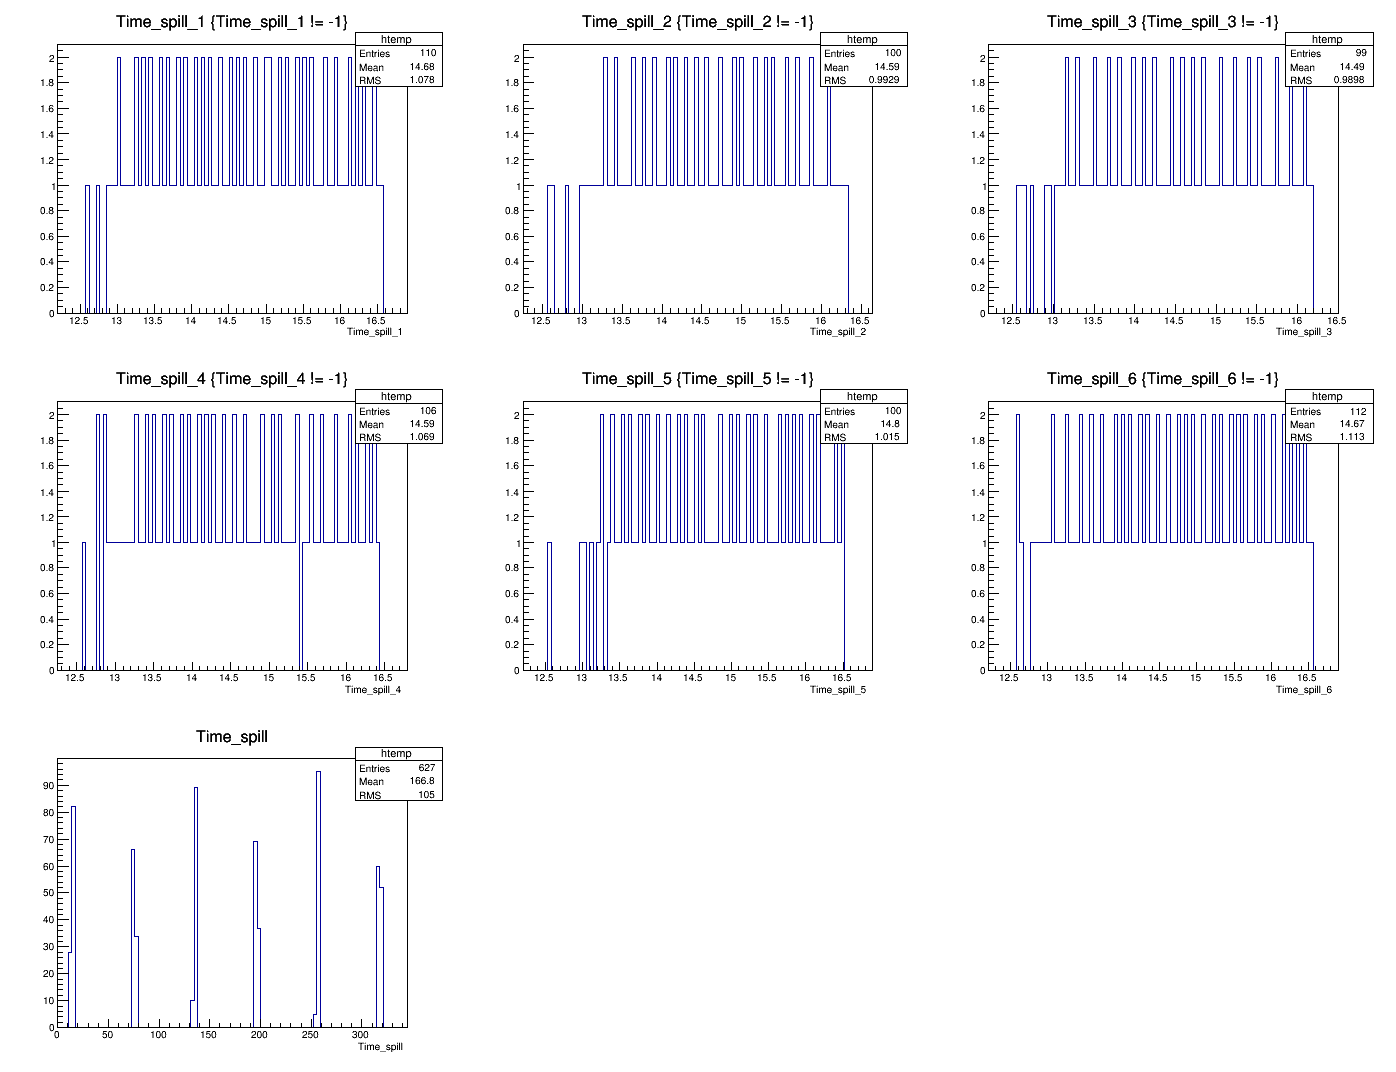 Time_spill_1 {Time_spill_1 != -1}
htemp
Entries 110
Mean 14.68
RMS 1.078
2
1.8
1.6
1.4
1.2
1
0.8
0.6
0.4
0.2
0
12.5 13 13.5 14 14.5 15 15.5 16 16.5
Time_spill_1
Time_spill_2 {Time_spill_2 != -1}
htemp
Entries 100
Mean 14.59
RMS 0.9929
2
1.8
1.6
1.4
1.2
1
0.8
0.6
0.4
0.2
0
12.5 13 13.5 14 14.5 15 15.5 16 16.5
Time_spill_2
Time_spill_3 {Time_spill_3 != -1}
htemp
Entries 99
Mean 14.49
RMS 0.9898
2
1.8
1.6
1.4
1.2
1
0.8
0.6
0.4
0.2
0
12.5 13 13.5 14 14.5 15 15.5 16 16.5
Time_spill_3
Time_spill_4 {Time_spill_4 != -1}
htemp
Entries 106
Mean 14.59
RMS 1.069
2
1.8
1.6
1.4
1.2
1
0.8
0.6
0.4
0.2
0
12.5 13 13.5 14 14.5 15 15.5 16 16.5
Time_spill_4
Time_spill_5 {Time_spill_5 != -1}
htemp
Entries 100
Mean 14.8
RMS 1.015
2
1.8
1.6
1.4
1.2
1
0.8
0.6
0.4
0.2
0
12.5 13 13.5 14 14.5 15 15.5 16 16.5
Time_spill_5
Time_spill_6 {Time_spill_6 != -1}
htemp
Entries 112
Mean 14.67
RMS 1.113
2
1.8
1.6
1.4
1.2
1
0.8
0.6
0.4
0.2
0
12.5 13 13.5 14 14.5 15 15.5 16 16.5
Time_spill_6
Time_spill
htemp
Entries 627
Mean 166.8
RMS 105
90
80
70
60
50
40
30
20
10
0
0 50 100 150 200 250 300
Time_spill